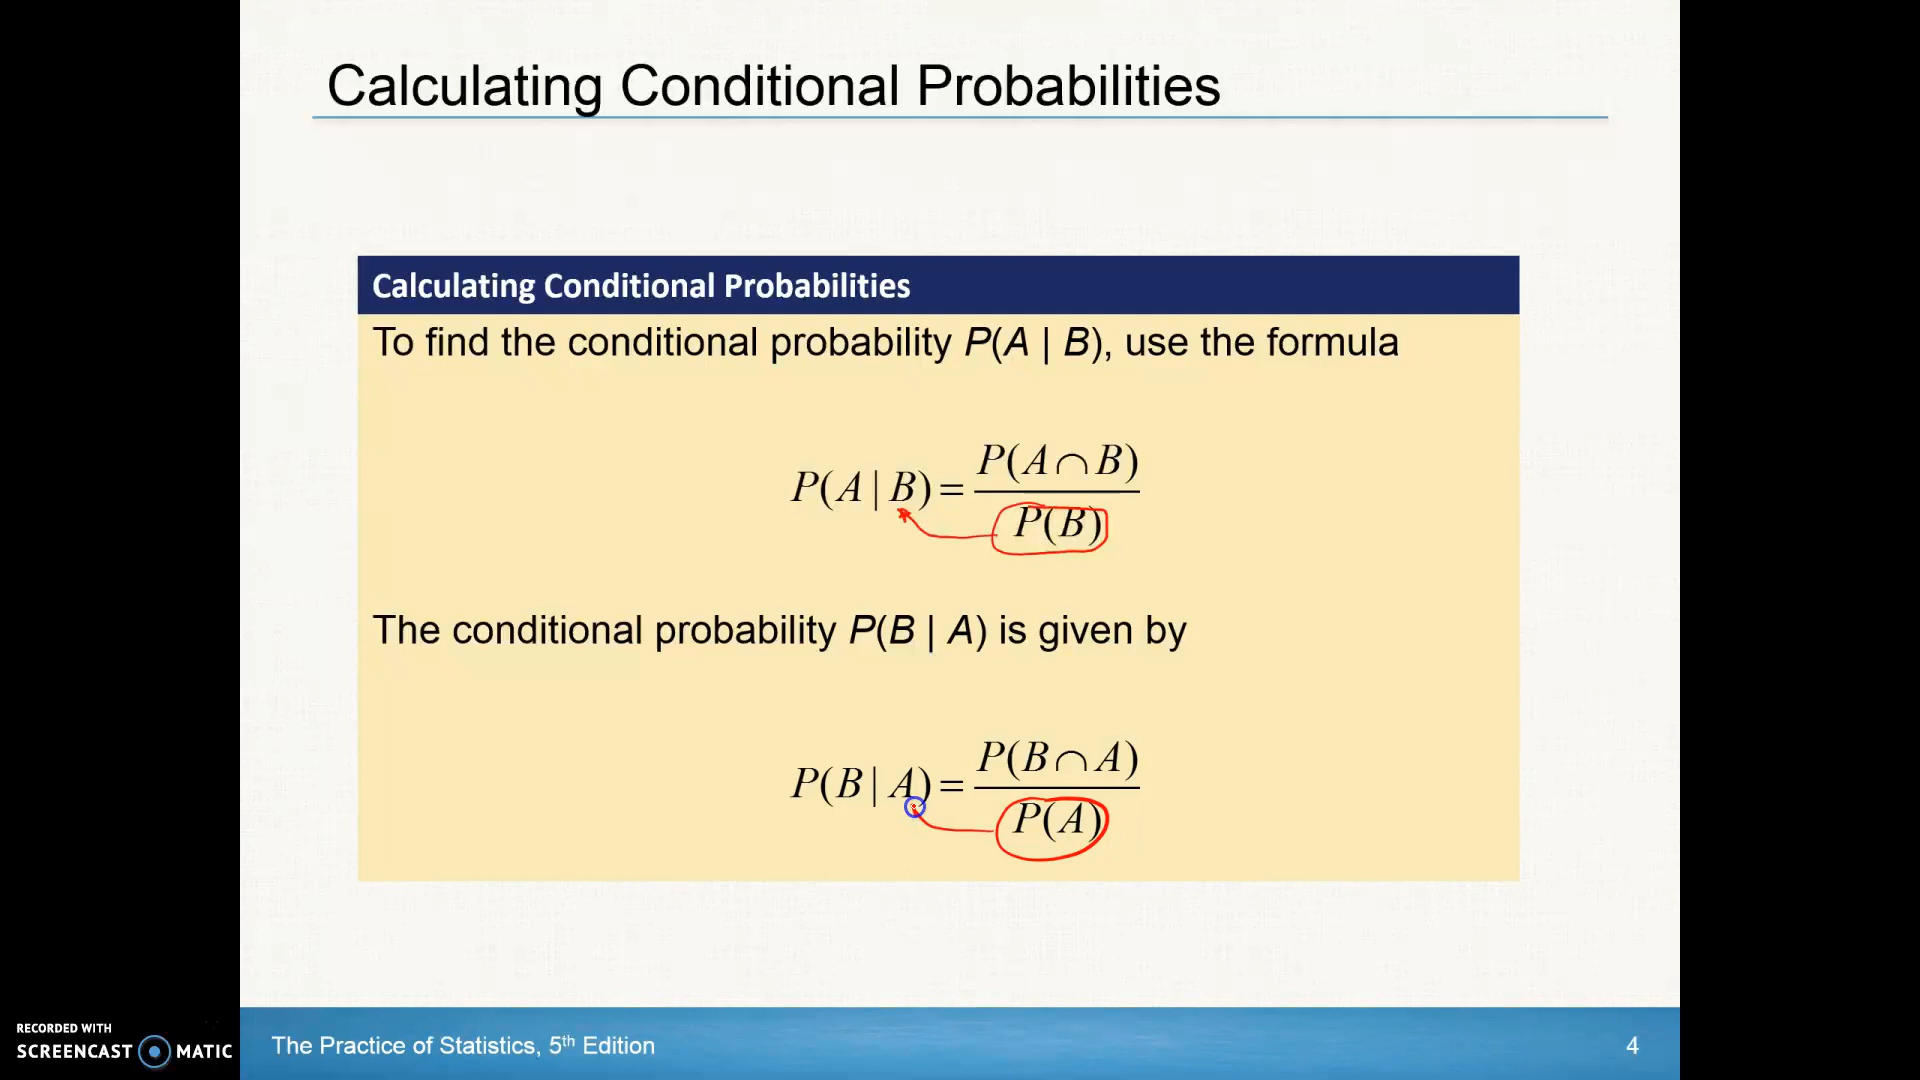 Calculating Conditional Probabilities
Calculating Conditional Probabilities
To find the conditional probability P(A | B), use the formula
P(A | B) = P(A ∩ B) / P(B)
The conditional probability P(B | A) is given by
P(B | A) = P(B ∩ A) / P(A)
RECORDED WITH
SCREENCAST MATIC
The Practice of Statistics, 5th Edition
4